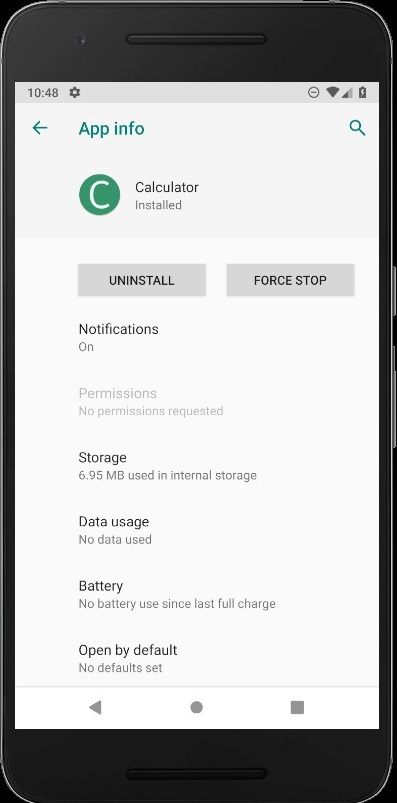 10:48
App info
C
Calculator
Installed
UNINSTALL
FORCE STOP
Notifications
On
Permissions
No permissions requested
Storage
6.95 MB used in internal storage
Data usage
No data used
Battery
No battery use since last full charge
Open by default
No defaults set